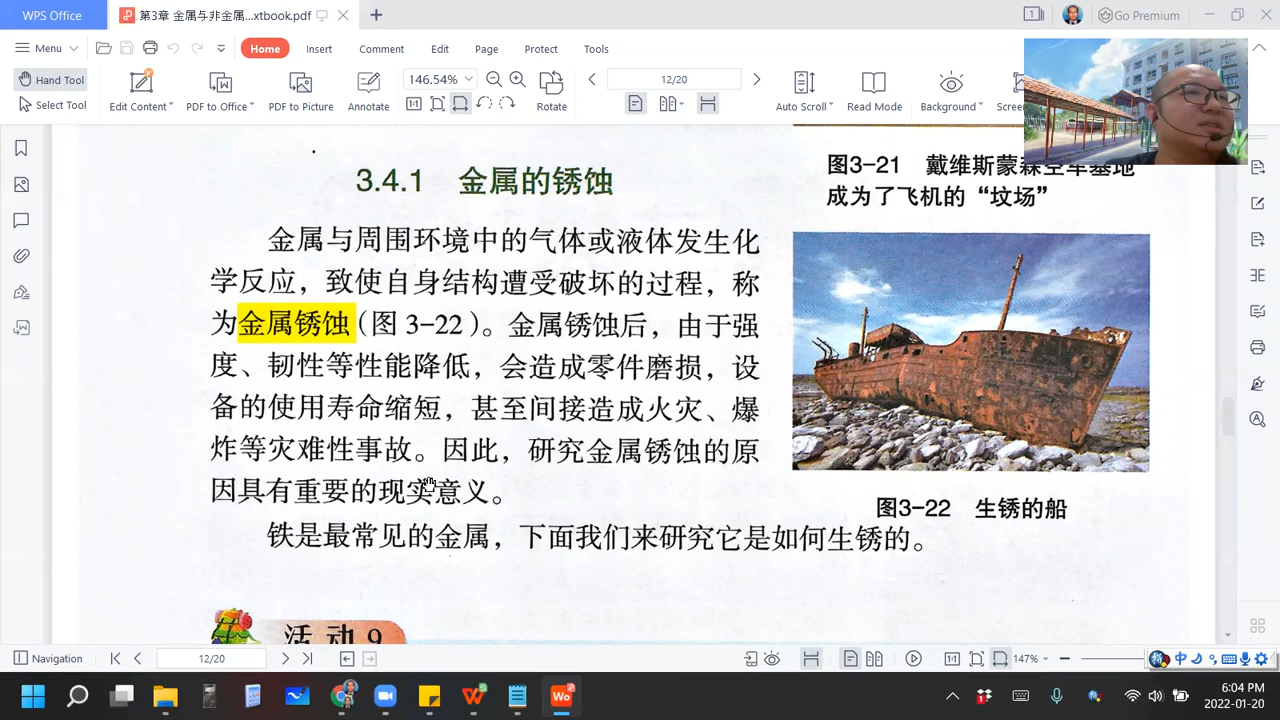 WPS Office
第3章 金属与非金属...xtbook.pdf
1
Go Premium
Menu
Home
Insert
Comment
Edit
Page
Protect
Tools
Hand Tool
Select Tool
Edit Content
PDF to Office
PDF to Picture
Annotate
146.54%
1:1
Rotate
12/20
Auto Scroll
Read Mode
Background
Screen
图3-21 戴维斯蒙森空军基地
成为了飞机的“坟场”
3.4.1 金属的锈蚀
金属与周围环境中的气体或液体发生化
学反应，致使自身结构遭受破坏的过程，称
为金属锈蚀（图 3-22）。金属锈蚀后，由于强
度、韧性等性能降低，会造成零件磨损，设
备的使用寿命缩短，甚至间接造成火灾、爆
炸等灾难性事故。因此，研究金属锈蚀的原
因具有重要的现实意义。
图3-22 生锈的船
铁是最常见的金属，下面我们来研究它是如何生锈的。
活动9
Navigation
12/20
1:1
147%
中
6:04 PM
2022-01-20